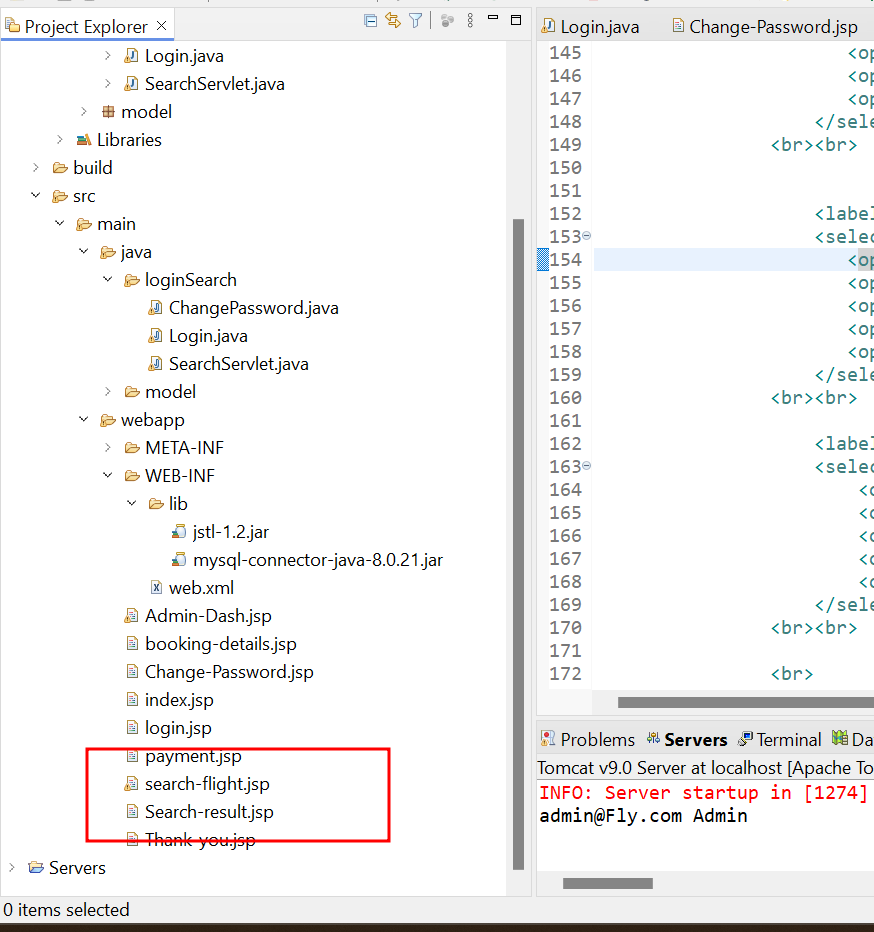 Project Explorer
Login.java
SearchServlet.java
model
Libraries
build
src
main
java
loginSearch
ChangePassword.java
Login.java
SearchServlet.java
model
webapp
META-INF
WEB-INF
lib
jstl-1.2.jar
mysql-connector-java-8.0.21.jar
web.xml
Admin-Dash.jsp
booking-details.jsp
Change-Password.jsp
index.jsp
login.jsp
payment.jsp
search-flight.jsp
Search-result.jsp
Thank-you.jsp
Servers
0 items selected
Login.java Change-Password.jsp
145 <op
146 <op
147 <op
148 </sele
149 <br><br>
150
151
152 <label
153 <selec
154 <op
155 <op
156 <op
157 <op
158 <op
159 </sele
160 <br><br>
161
162 <label
163 <selec
164 <o
165 <o
166 <o
167 <o
168 <o
169 </sele
170 <br><br>
171
172 <br>
Problems Servers Terminal Da
Tomcat v9.0 Server at localhost [Apache To
INFO: Server startup in [1274]
admin@Fly.com Admin